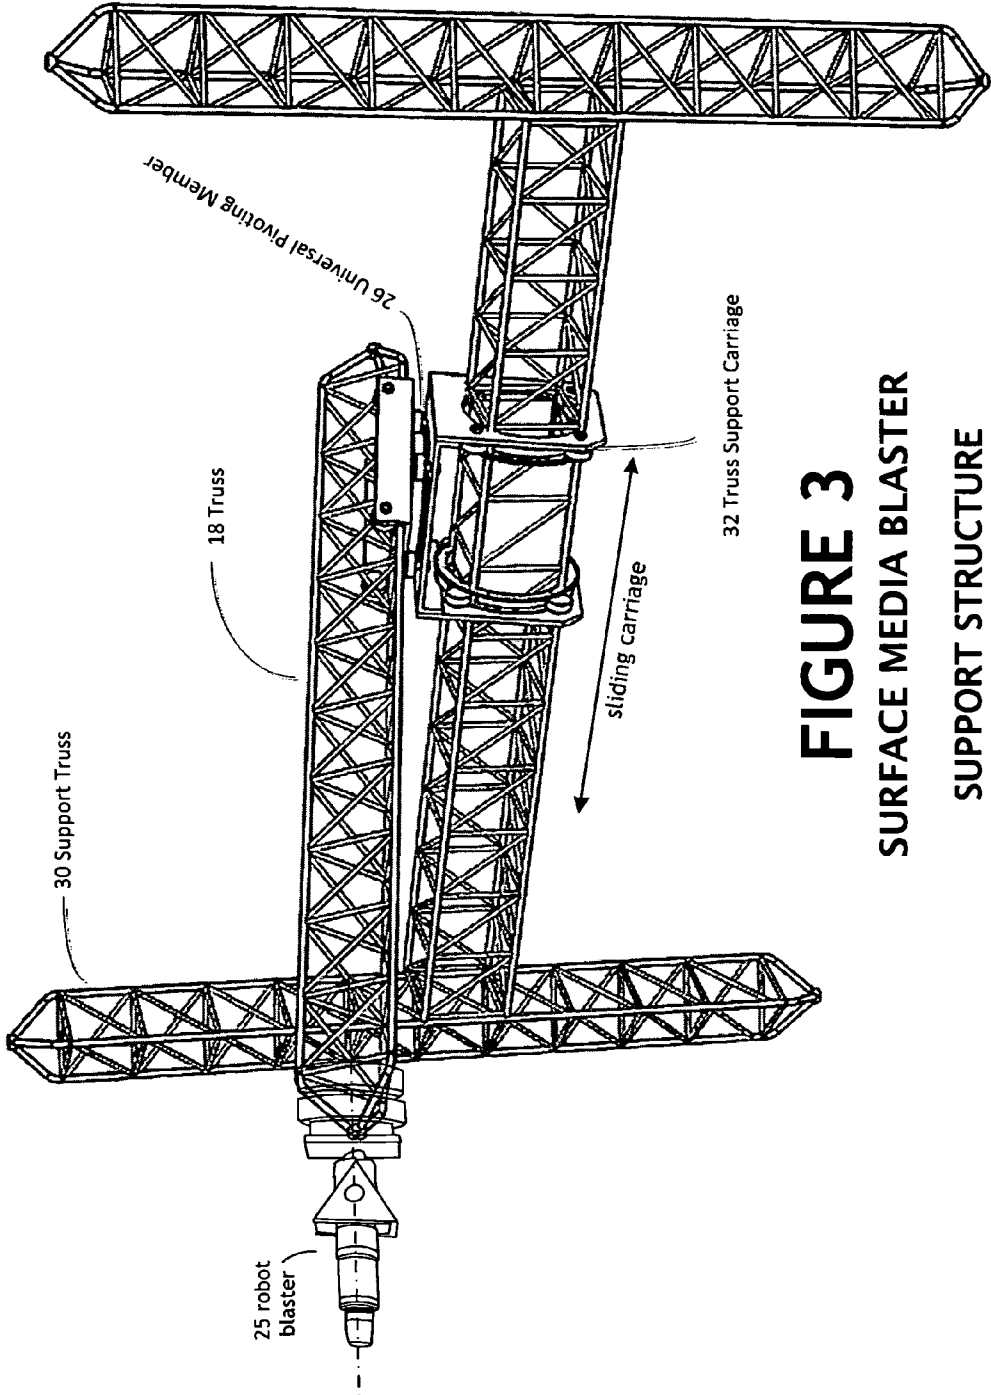 30 Support Truss
18 Truss
26 Universal Pivoting Member
25 robot
blaster
sliding carriage
32 Truss Support Carriage
FIGURE 3
SURFACE MEDIA BLASTER
SUPPORT STRUCTURE